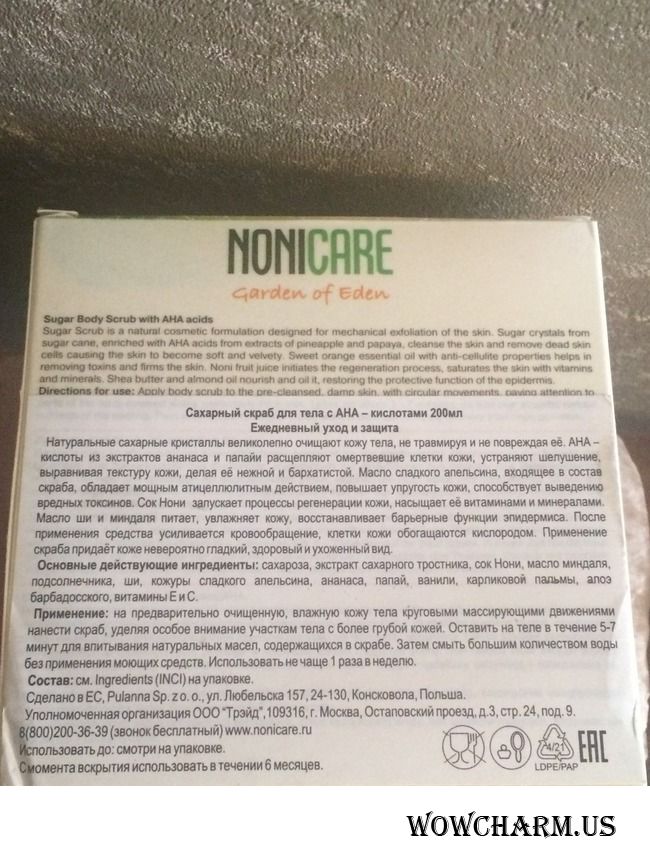 NONICARE
Garden of Eden
Sugar Body Scrub with AHA acids
Sugar Scrub is a natural cosmetic formulation designed for mechanical exfoliation of the skin. Sugar crystals from
sugar cane, enriched with AHA acids from extracts of pineapple and papaya, cleanse the skin and remove dead skin
cells causing the skin to become soft and velvety. Sweet orange essential oil with anti-cellulite properties helps in
removing toxins and firms the skin. Noni fruit juice initiates the regeneration process, saturates the skin with vitamins
and minerals. Shea butter and almond oil nourish and oil it, restoring the protective function of the epidermis.
Directions for use: Apply body scrub to the pre-cleansed, damp skin, with circular movements, paying attention to
Сахарный скраб для тела с АНА – кислотами 200мл
Ежедневный уход и защита
Натуральные сахарные кристаллы великолепно очищают кожу тела, не травмируя и не повреждая её. АНА –
кислоты из экстрактов ананаса и папайи расщепляют омертвевшие клетки кожи, устраняют шелушение,
выравнивая текстуру кожи, делая её нежной и бархатистой. Масло сладкого апельсина, входящее в состав
скраба, обладает мощным атицеллюлитным действием, повышает упругость кожи, способствует выведению
вредных токсинов. Сок Нони запускает процессы регенерации кожи, насыщает её витаминами и минералами.
Масло ши и миндаля питает, увлажняет кожу, восстанавливает барьерные функции эпидермиса. После
применения средства усиливается кровообращение, клетки кожи обогащаются кислородом. Применение
скраба придаёт коже невероятно гладкий, здоровый и ухоженный вид.
Основные действующие ингредиенты: сахароза, экстракт сахарного тростника, сок Нони, масло миндаля,
подсолнечника, ши, кожуры сладкого апельсина, ананаса, папай, ванили, карликовой пальмы, алоэ
барбадосского, витамины Е и С.
Применение: на предварительно очищенную, влажную кожу тела круговыми массирующими движениями
нанести скраб, уделяя особое внимание участкам тела с более грубой кожей. Оставить на теле в течение 5-7
минут для впитывания натуральных масел, содержащихся в скрабе. Затем смыть большим количеством воды
без применения моющих средств. Использовать не чаще 1 раза в неделю.
Состав: см. Ingredients (INCI) на упаковке.
Сделано в ЕС, Pulanna Sp. z o. o., ул. Любельска 157, 24-130, Консковола, Польша.
Уполномоченная организация ООО "Трэйд",109316, г. Москва, Остаповский проезд, д.3, стр. 24, под. 9.
8(800)200-36-39 (звонок бесплатный) www.nonicare.ru
Использовать до: смотри на упаковке.
С момента вскрытия использовать в течении 6 месяцев.
4/21
LDPE/PAP
EAC
WOWCHARM.US